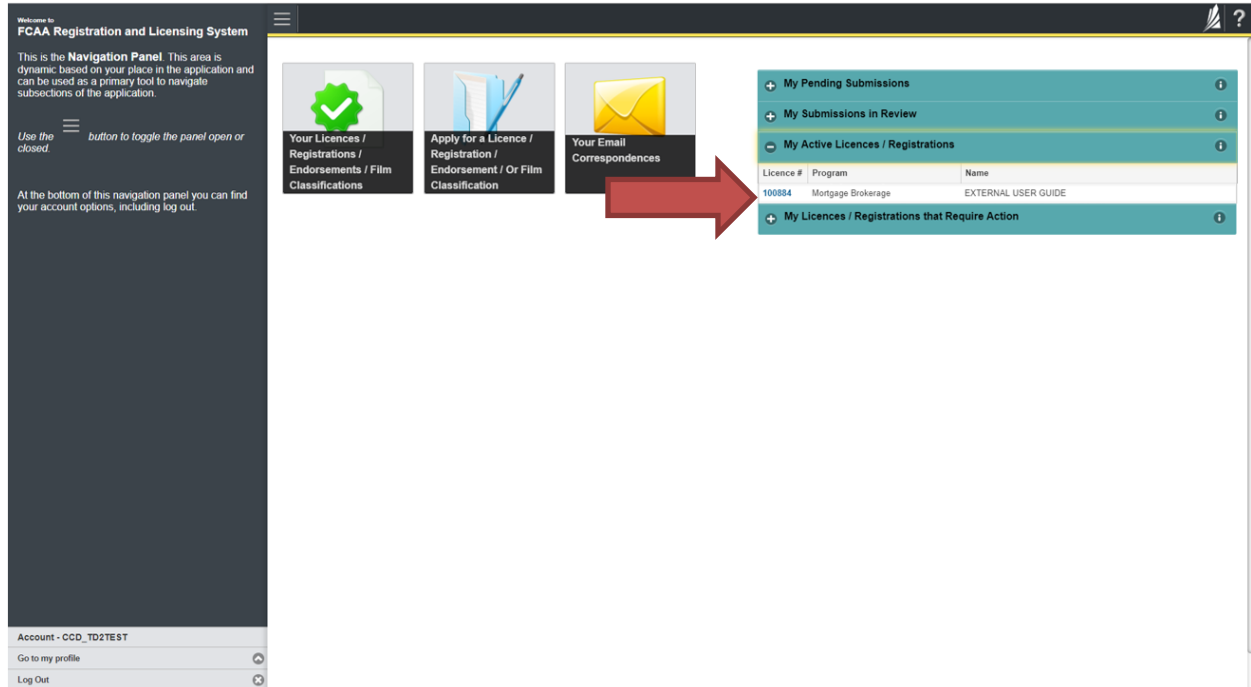 Welcome to
FCAA Registration and Licensing System
This is the Navigation Panel. This area is
dynamic based on your place in the application and
can be used as a primary tool to navigate
subsections of the application.
Use the button to toggle the panel open or
closed.
At the bottom of this navigation panel you can find
your account options, including log out.
Account - CCD_TD2TEST
Go to my profile
Log Out
?
Your Licences /
Registrations /
Endorsements / Film
Classifications
Apply for a Licence /
Registration /
Endorsement / Or Film
Classification
Your Email
Correspondences
My Pending Submissions
My Submissions in Review
My Active Licences / Registrations
Licence # Program Name
100884 Mortgage Brokerage EXTERNAL USER GUIDE
My Licences / Registrations that Require Action